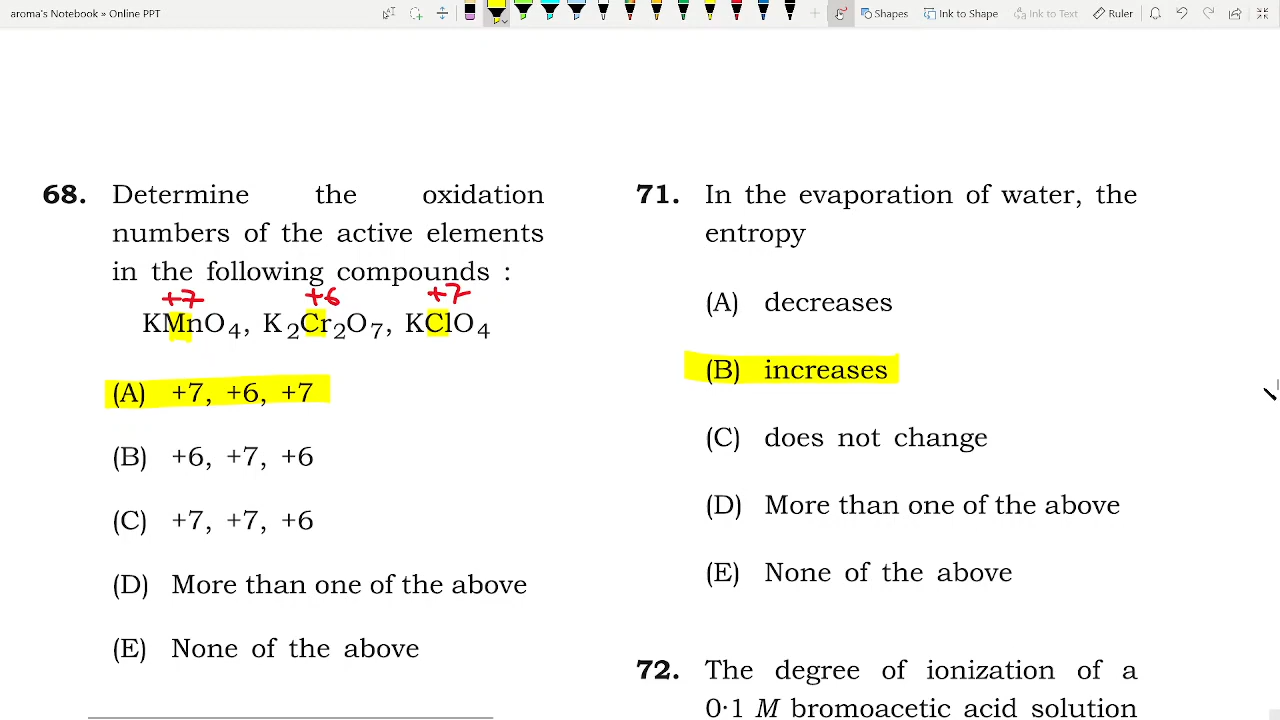 aroma's Notebook » Online PPT
Shapes Ink to Shape Ink to Text Ruler
68. Determine the oxidation
numbers of the active elements
in the following compounds :
+7 +6 +7
KMnO4, K2Cr2O7, KClO4
(A) +7, +6, +7
(B) +6, +7, +6
(C) +7, +7, +6
(D) More than one of the above
(E) None of the above
71. In the evaporation of water, the
entropy
(A) decreases
(B) increases
(C) does not change
(D) More than one of the above
(E) None of the above
72. The degree of ionization of a
0·1 M bromoacetic acid solution